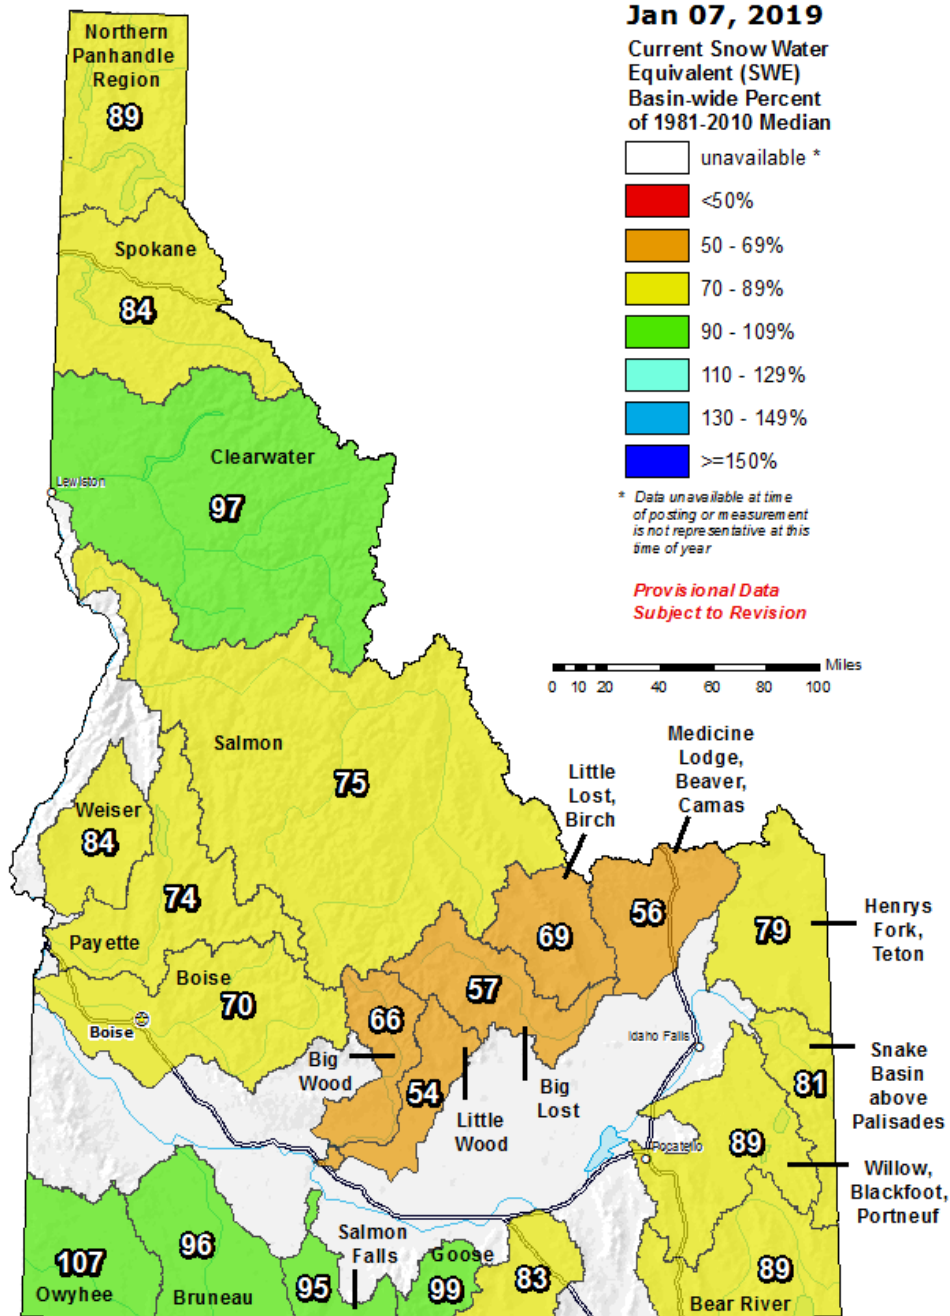 Jan 07, 2019
Current Snow Water
Equivalent (SWE)
Basin-wide Percent
of 1981-2010 Median
unavailable *
<50%
50 - 69%
70 - 89%
90 - 109%
110 - 129%
130 - 149%
>=150%
* Data unavailable at time
of posting or measurement
is not representative at this
time of year
Provisional Data
Subject to Revision
Miles
0 10 20 40 60 80 100
Northern
Panhandle
Region
89
Spokane
84
Clearwater
97
Lewiston
Salmon
75
Weiser
84
74
Payette
Boise
70
Boise
Medicine
Lodge,
Beaver,
Camas
56
Little
Lost,
Birch
69
57
66
54
Big
Wood
Little
Wood
Big
Lost
79
Henrys
Fork,
Teton
Idaho Falls
81
Snake
Basin
above
Palisades
89
Pocatello
Willow,
Blackfoot,
Portneuf
107
Owyhee
96
Bruneau
Salmon
Falls
95
Goose
99
83
89
Bear River